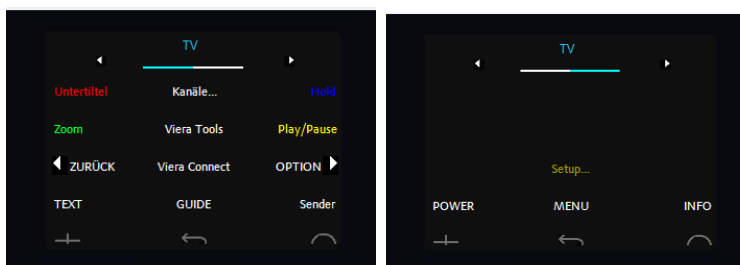 TV
Untertiltel Kanäle... Hold
Zoom Viera Tools Play/Pause
ZURÜCK Viera Connect OPTION
TEXT GUIDE Sender
TV
Setup...
POWER MENU INFO